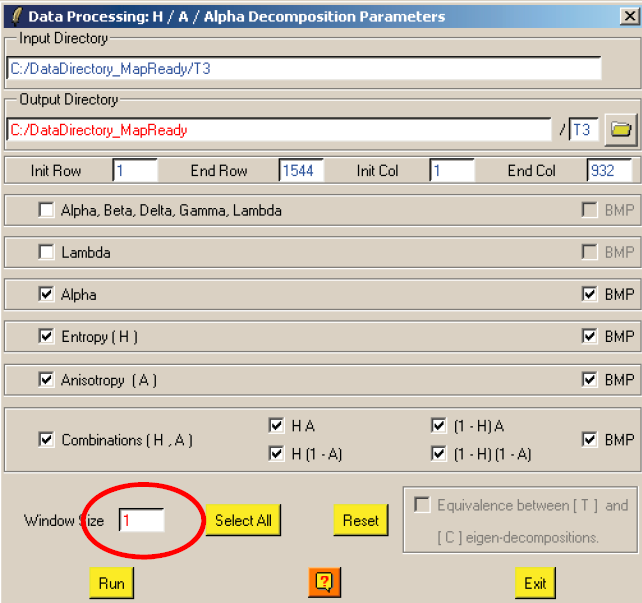 Data Processing: H / A / Alpha Decomposition Parameters
Input Directory
C:/DataDirectory_MapReady/T3
Output Directory
C:/DataDirectory_MapReady / T3
Init Row 1 End Row 1544 Init Col 1 End Col 932
Alpha, Beta, Delta, Gamma, Lambda BMP
Lambda BMP
Alpha BMP
Entropy ( H ) BMP
Anisotropy ( A ) BMP
H A (1 - H) A
Combinations ( H , A ) BMP
H (1 - A) (1 - H) (1 - A)
Equivalence between [ T ] and
Window Size 1 Select All Reset
[ C ] eigen-decompositions.
Run ? Exit